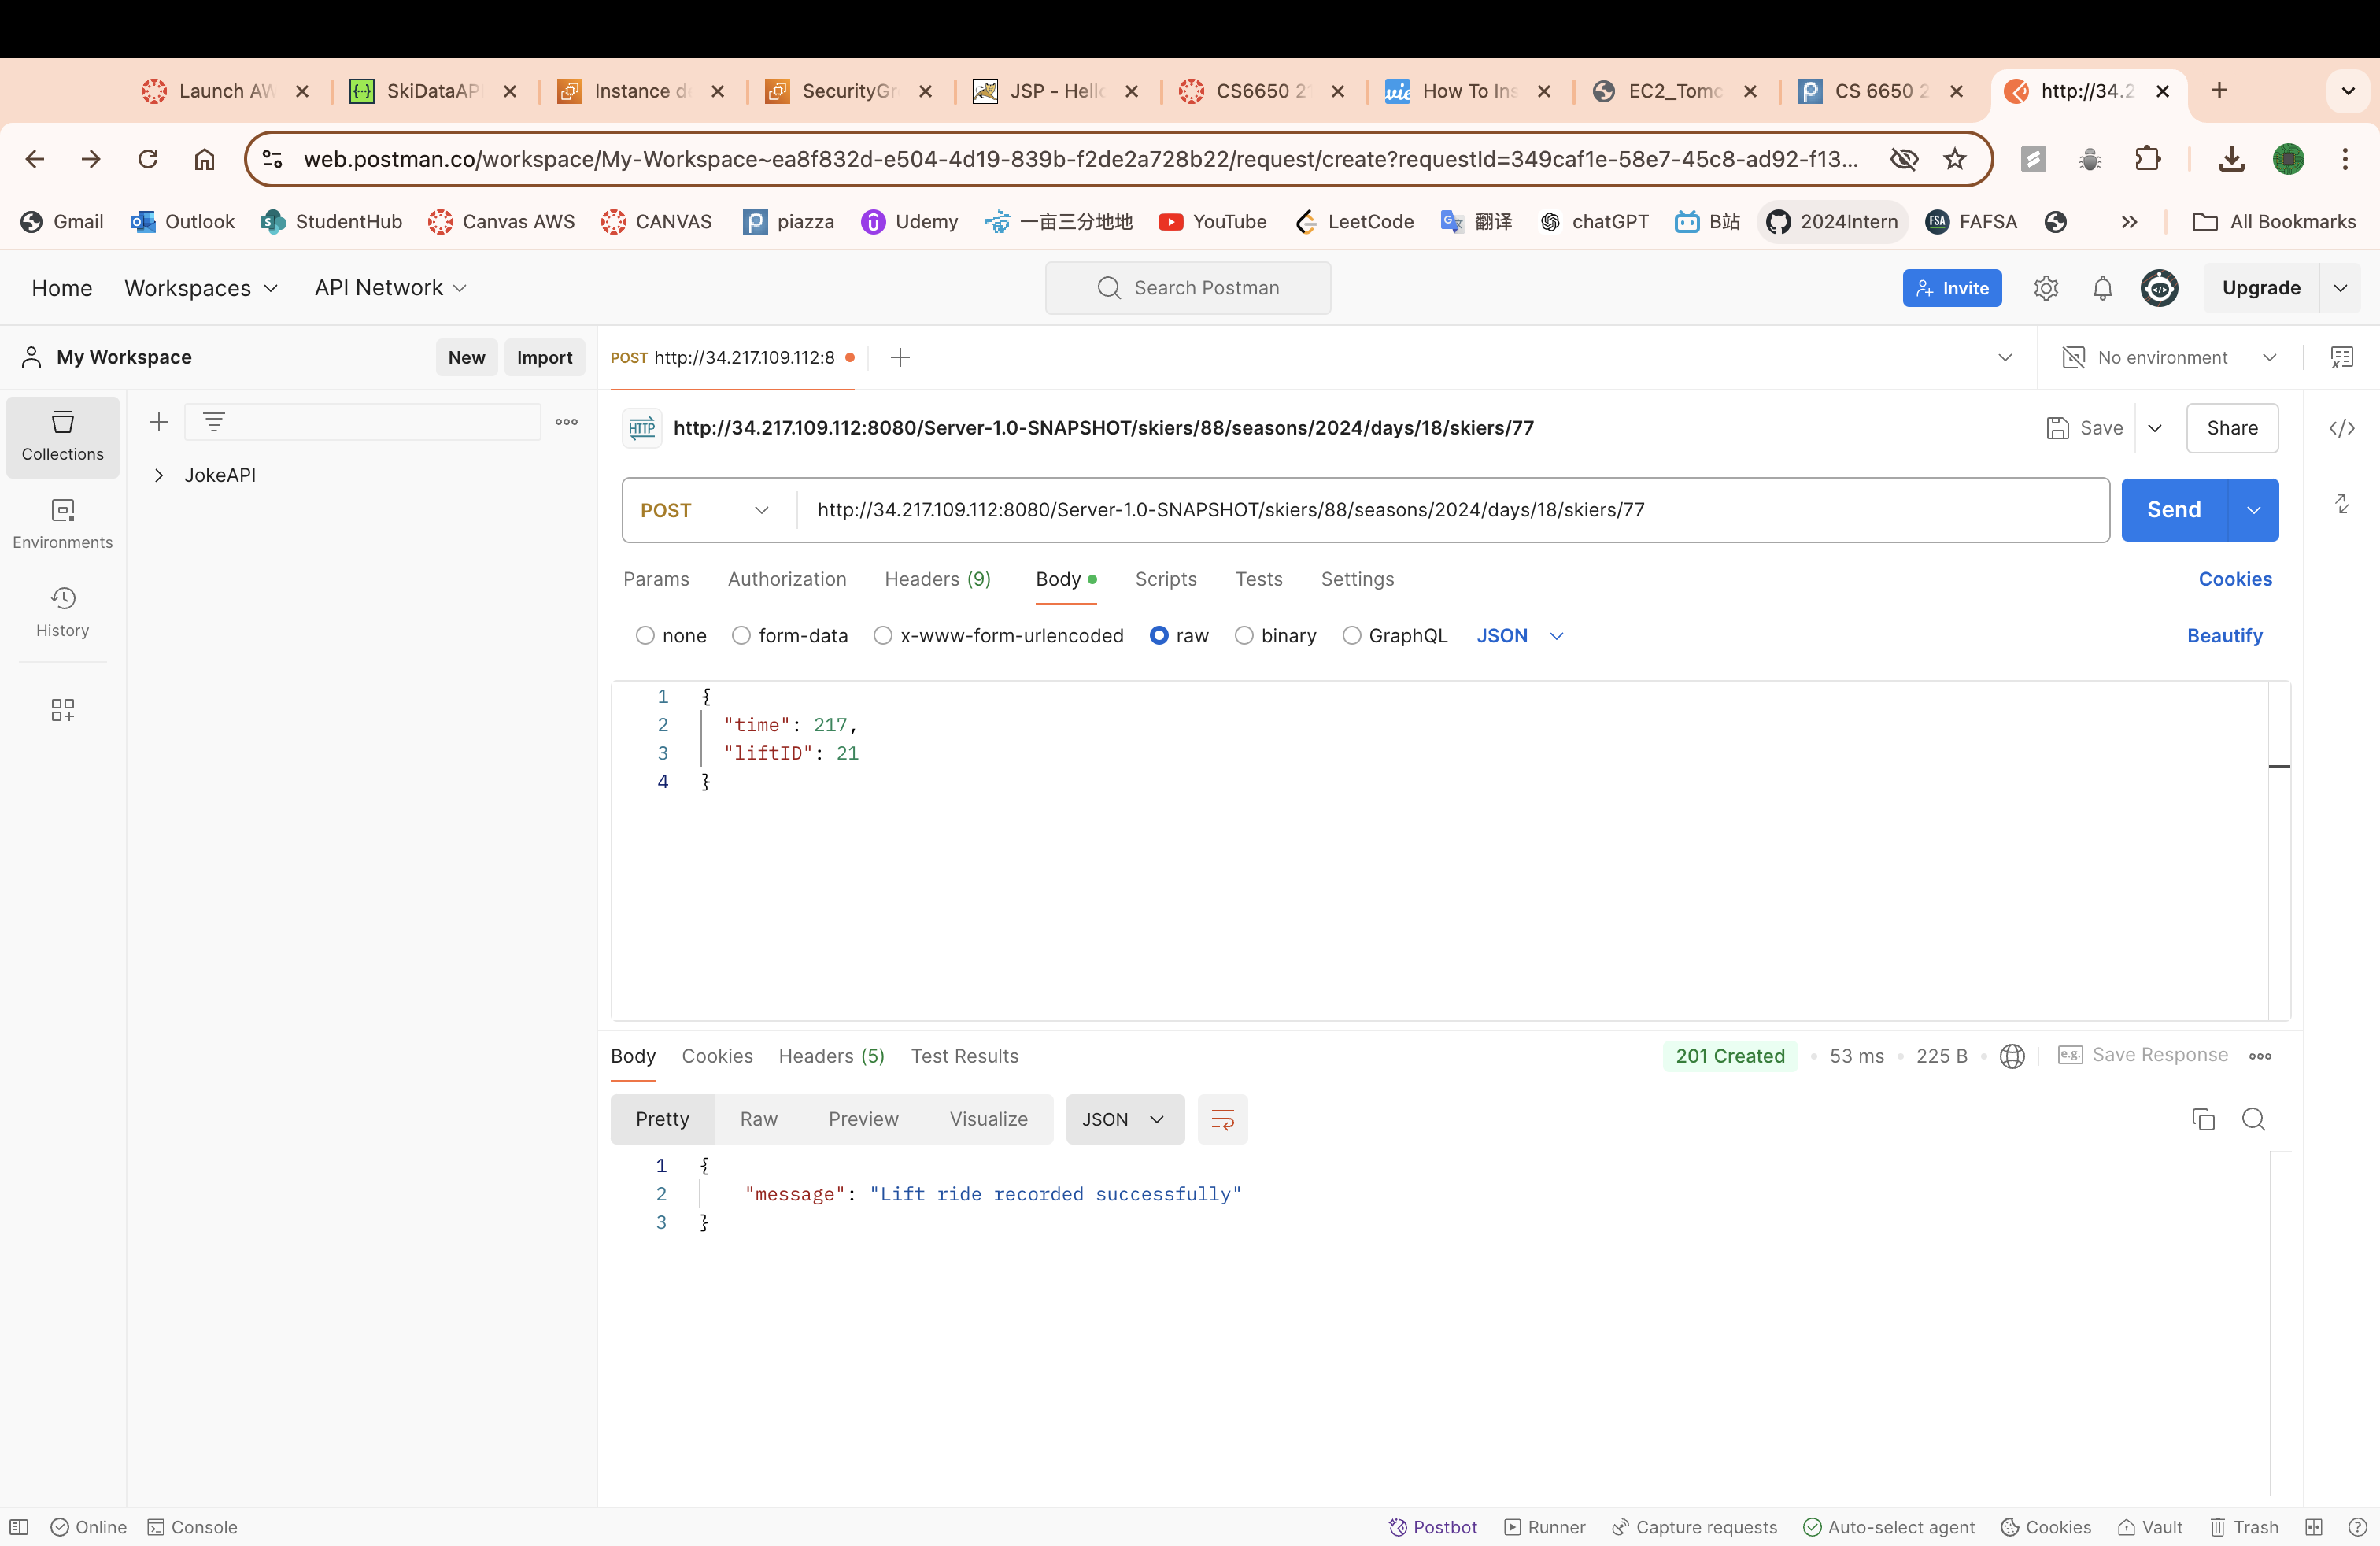 Launch AW
SkiDataAP
Instance de
SecurityGr
JSP - Hello
CS6650 2
How To Ins
EC2_Tomc
CS 6650 2
http://34.2
web.postman.co/workspace/My-Workspace~ea8f832d-e504-4d19-839b-f2de2a728b22/request/create?requestId=349caf1e-58e7-45c8-ad92-f13...
Gmail Outlook StudentHub Canvas AWS CANVAS piazza Udemy 一亩三分地地 YouTube LeetCode 翻译 chatGPT B站 2024Intern FAFSA » All Bookmarks
Home Workspaces API Network Search Postman Invite Upgrade
My Workspace New Import POST http://34.217.109.112:8 No environment
Collections
Environments
History
JokeAPI
HTTP http://34.217.109.112:8080/Server-1.0-SNAPSHOT/skiers/88/seasons/2024/days/18/skiers/77 Save Share
POST http://34.217.109.112:8080/Server-1.0-SNAPSHOT/skiers/88/seasons/2024/days/18/skiers/77 Send
Params Authorization Headers (9) Body Scripts Tests Settings Cookies
none form-data x-www-form-urlencoded raw binary GraphQL JSON Beautify
1 {
2 "time": 217,
3 "liftID": 21
4 }
Body Cookies Headers (5) Test Results 201 Created 53 ms 225 B e.g. Save Response
Pretty Raw Preview Visualize JSON
1 {
2 "message": "Lift ride recorded successfully"
3 }
Online Console Postbot Runner Capture requests Auto-select agent Cookies Vault Trash